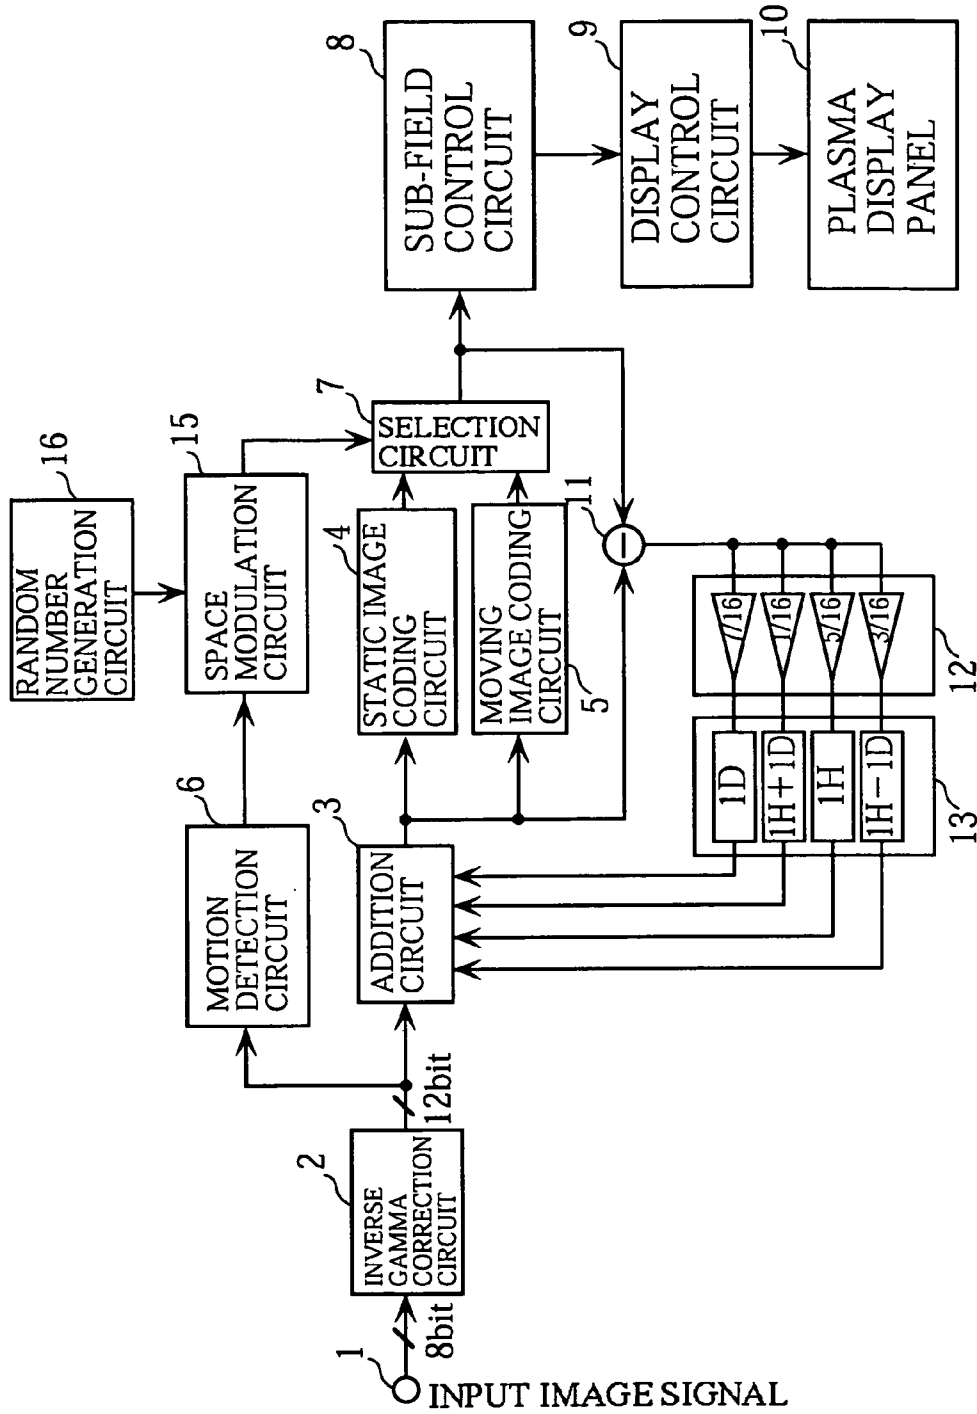 1
INPUT IMAGE SIGNAL
8bit
2
INVERSE
GAMMA
CORRECTION
CIRCUIT
12bit
6
MOTION
DETECTION
CIRCUIT
3
ADDITION
CIRCUIT
16
RANDOM
NUMBER
GENERATION
CIRCUIT
15
SPACE
MODULATION
CIRCUIT
4
STATIC IMAGE
CODING
CIRCUIT
MOVING
IMAGE CODING
CIRCUIT
5
7
SELECTION
CIRCUIT
8
SUB-FIELD
CONTROL
CIRCUIT
9
DISPLAY
CONTROL
CIRCUIT
10
PLASMA
DISPLAY
PANEL
11
−
7/16
1/16
5/16
3/16
12
1D
1H+1D
1H
1H−1D
13